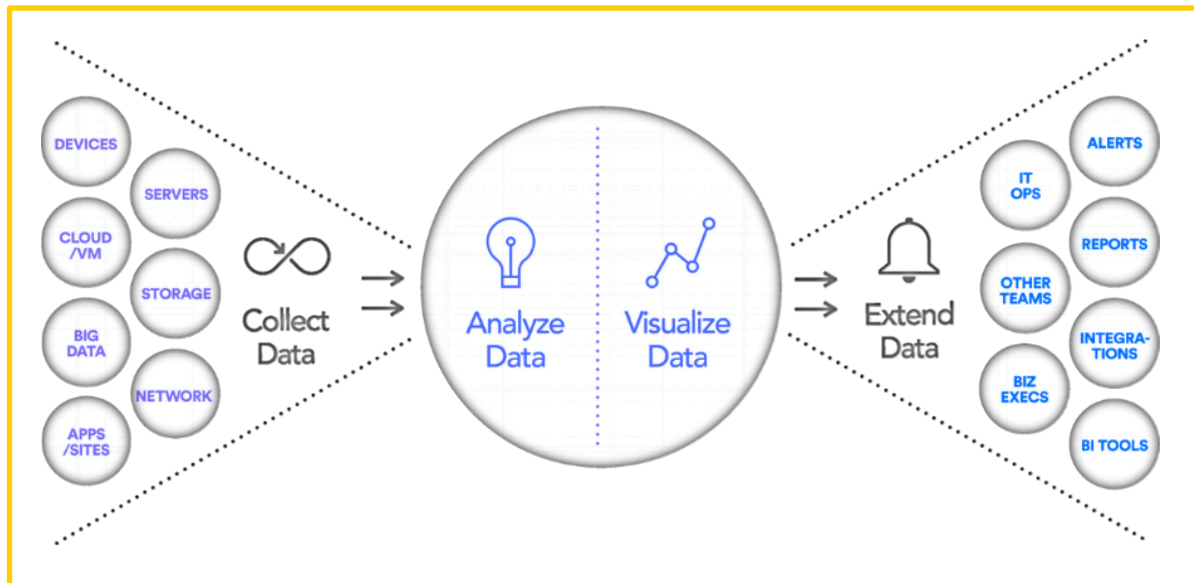 DEVICES
SERVERS
CLOUD
/VM
STORAGE
BIG
DATA
NETWORK
APPS
/SITES
Collect
Data
Analyze
Data
Visualize
Data
Extend
Data
IT
OPS
OTHER
TEAMS
BIZ
EXECS
ALERTS
REPORTS
INTEGRA-
TIONS
BI TOOLS